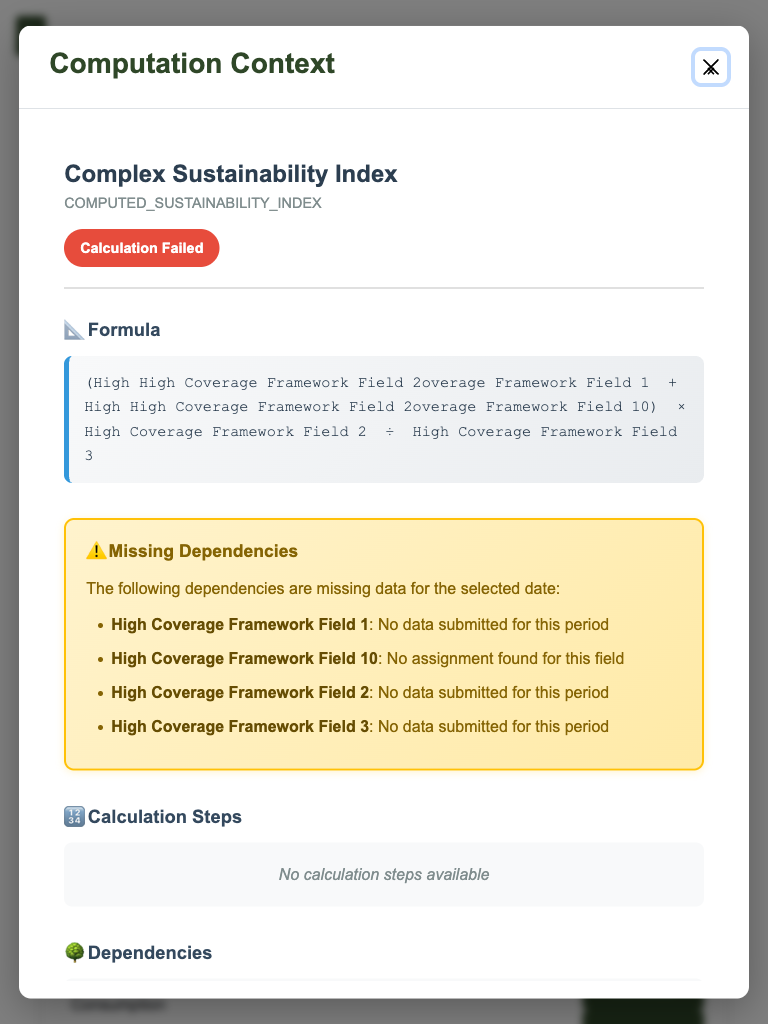 Computation Context
Complex Sustainability Index
COMPUTED_SUSTAINABILITY_INDEX
Calculation Failed
Formula
(High High Coverage Framework Field 2overage Framework Field 1 +
High High Coverage Framework Field 2overage Framework Field 10) ×
High Coverage Framework Field 2 ÷ High Coverage Framework Field
3
Missing Dependencies
The following dependencies are missing data for the selected date:
• High Coverage Framework Field 1: No data submitted for this period
• High Coverage Framework Field 10: No assignment found for this field
• High Coverage Framework Field 2: No data submitted for this period
• High Coverage Framework Field 3: No data submitted for this period
Calculation Steps
No calculation steps available
Dependencies